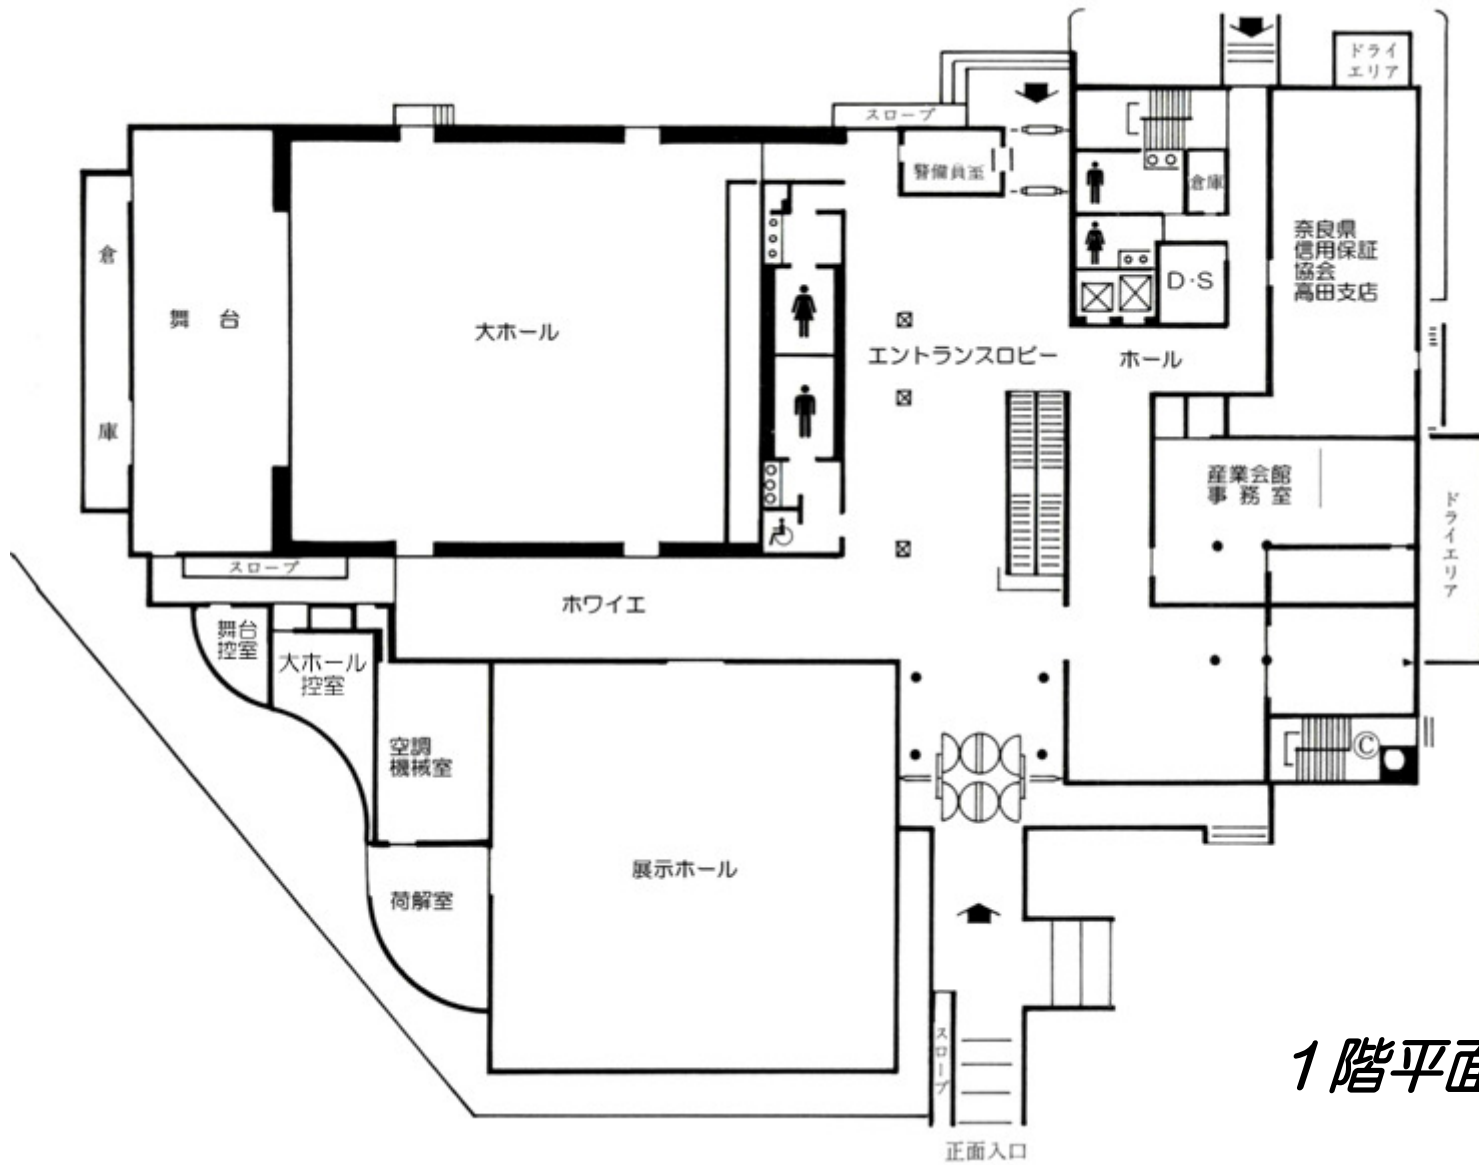 ドライ
エリア
スロープ
警備員室
倉庫
奈良県
信用保証
協会
高田支店
倉
庫
舞 台
大ホール
D・S
エントランスロビー
ホール
産業会館
事 務 室
ドライエリア
スロープ
ホワイエ
舞台
控室
大ホール
控室
空調
機械室
C
展示ホール
荷解室
スロープ
1階平面
正面入口